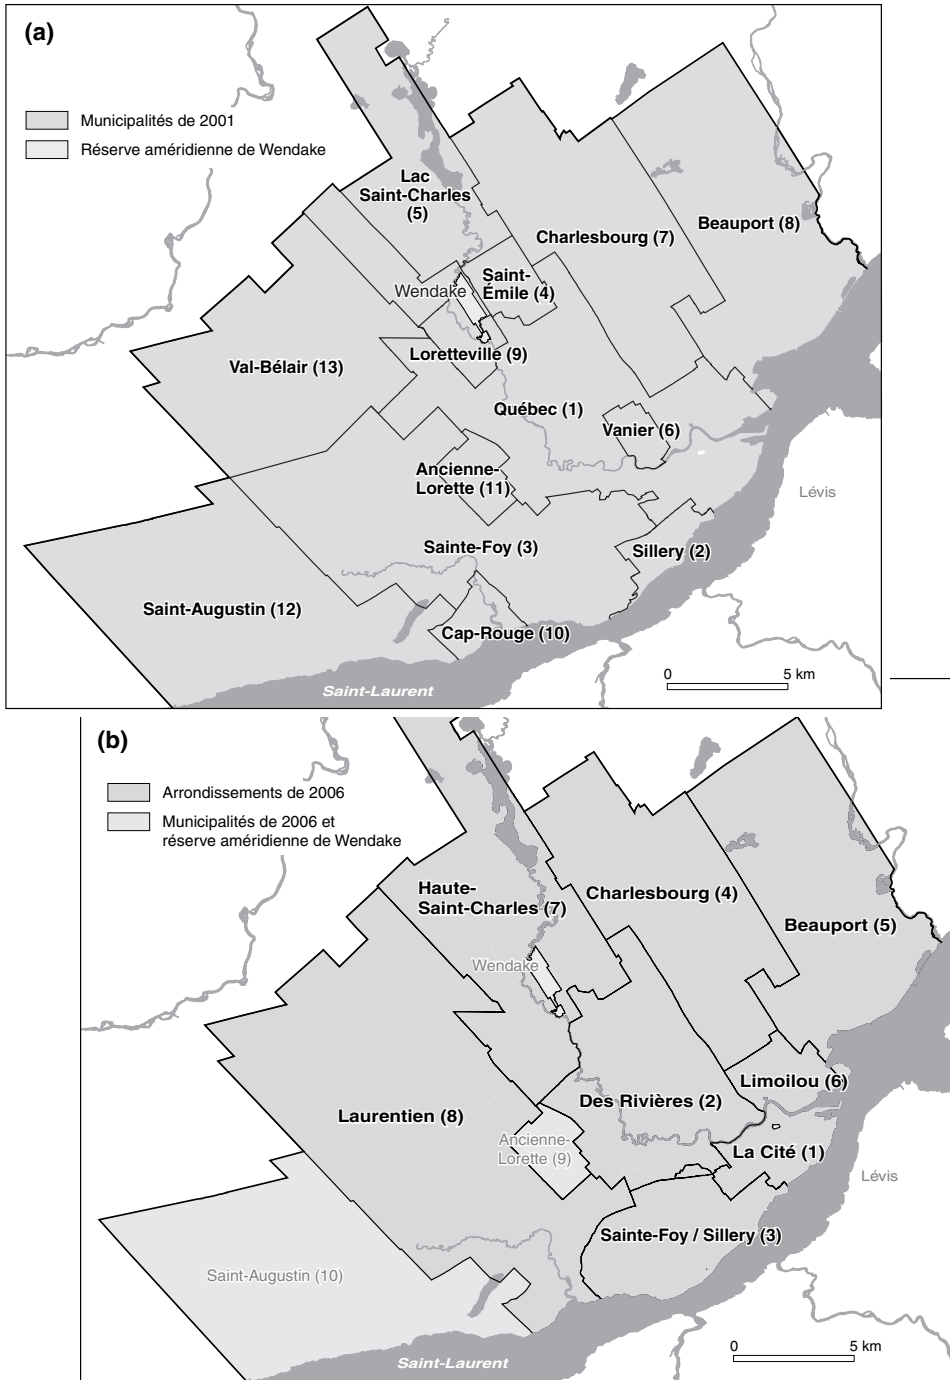 (a)
Municipalités de 2001
Réserve améridienne de Wendake
Lac
Saint-Charles
(5)
Charlesbourg (7)
Beauport (8)
Saint-
Émile (4)
Wendake
Loretteville (9)
Val-Bélair (13)
Québec (1)
Vanier (6)
Ancienne-
Lorette (11)
Lévis
Sainte-Foy (3)
Sillery (2)
Saint-Augustin (12)
Cap-Rouge (10)
0 5 km
Saint-Laurent
(b)
Arrondissements de 2006
Municipalités de 2006 et
réserve améridienne de Wendake
Haute-
Saint-Charles (7)
Charlesbourg (4)
Beauport (5)
Wendake
Limoilou (6)
Des Rivières (2)
Laurentien (8)
Ancienne-
Lorette (9)
La Cité (1)
Lévis
Sainte-Foy / Sillery (3)
Saint-Augustin (10)
0 5 km
Saint-Laurent